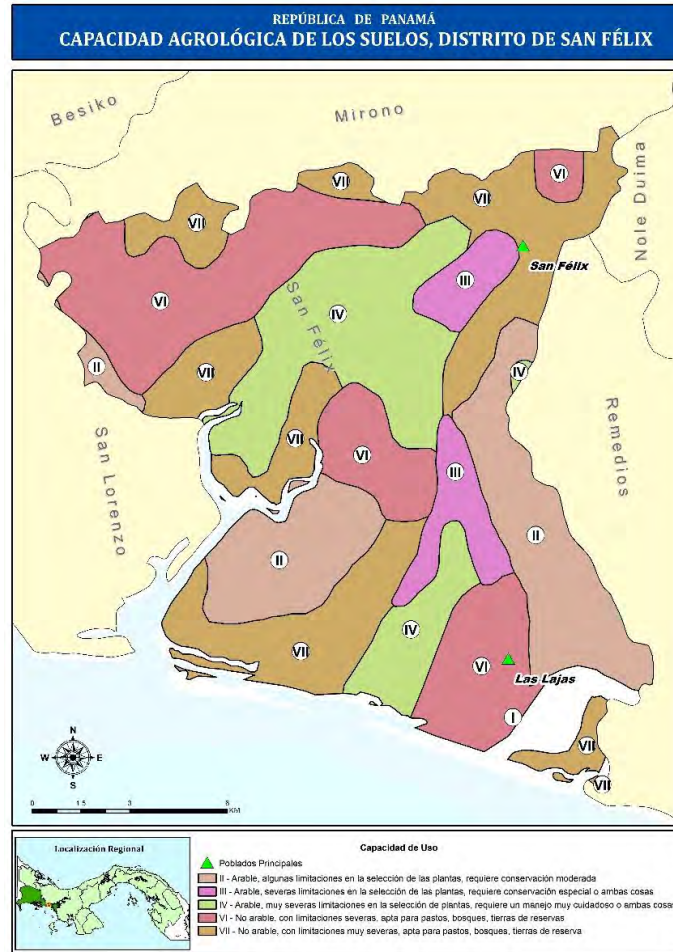 REPÚBLICA DE PANAMÁ
CAPACIDAD AGROLÓGICA DE LOS SUELOS, DISTRITO DE SAN FÉLIX
Besiko
Mirono
Nole Duima
VII
VI
VII
VII
San Félix
III
VI
San Félix
IV
II
VII
IV
Remedios
San Lorenzo
VII
VI
III
II
II
IV
VII
VI
Las Lajas
I
VII
VII
N
W E
S
0 1.5 3 6
KM
Localización Regional
Capacidad de Uso
Poblados Principales
II - Arable, algunas limitaciones en la selección de las plantas, requiere conservación moderada
III - Arable, severas limitaciones en la selección de las plantas, requiere conservación especial o ambas cosas
IV - Arable, muy severas limitaciones en la selección de plantas, requiere un manejo muy cuidadoso o ambas cosas
VI - No arable, con limitaciones severas, apta para pastos, bosques, tierras de reservas
VII - No arable, con limitaciones muy severas, apta para pastos, bosques, tierras de reserva